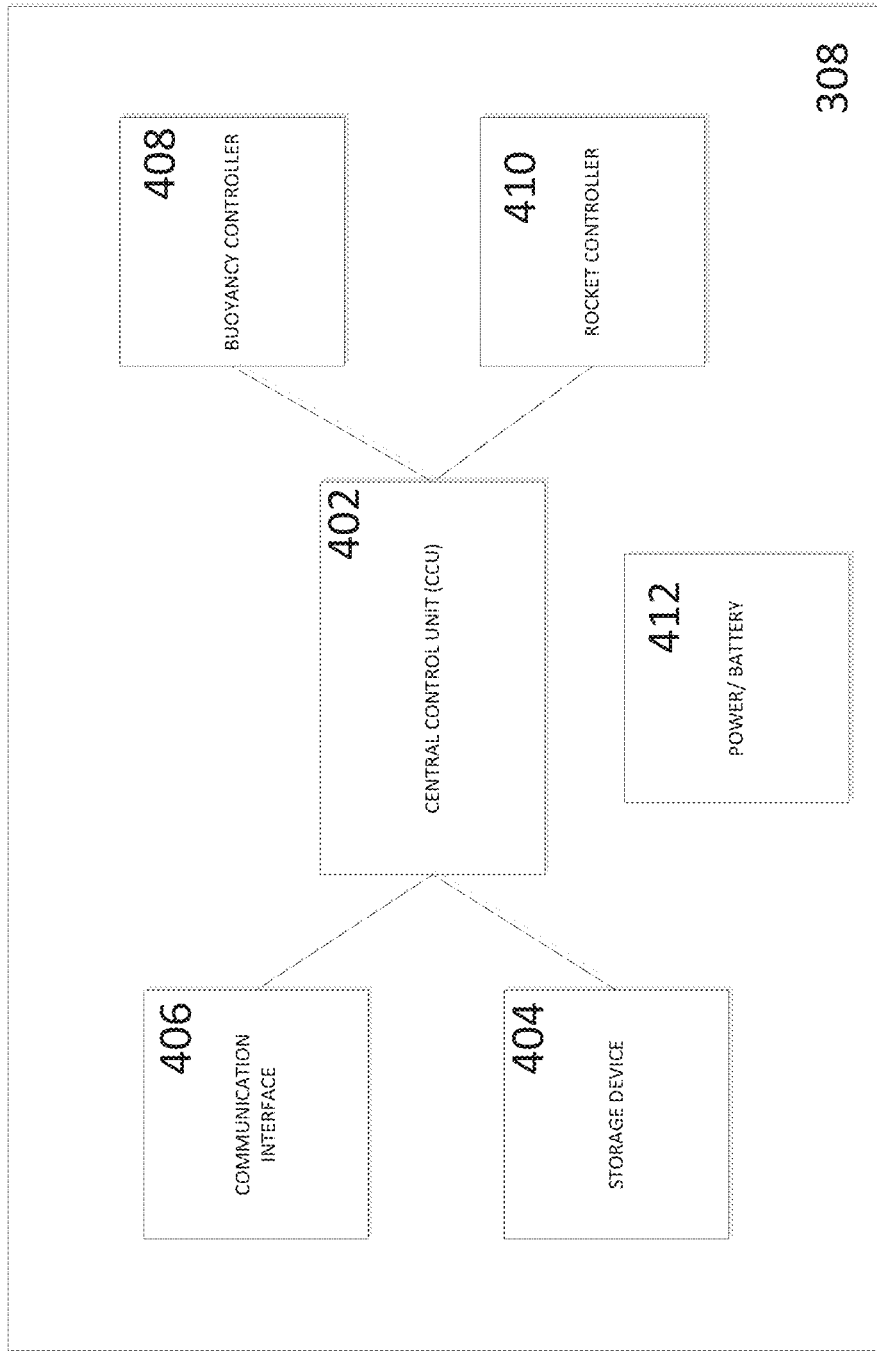 406
COMMUNICATION
INTERFACE
404
STORAGE DEVICE
402
CENTRAL CONTROL UNIT (CCU)
412
POWER/ BATTERY
408
BUOYANCY CONTROLLER
410
ROCKET CONTROLLER
308